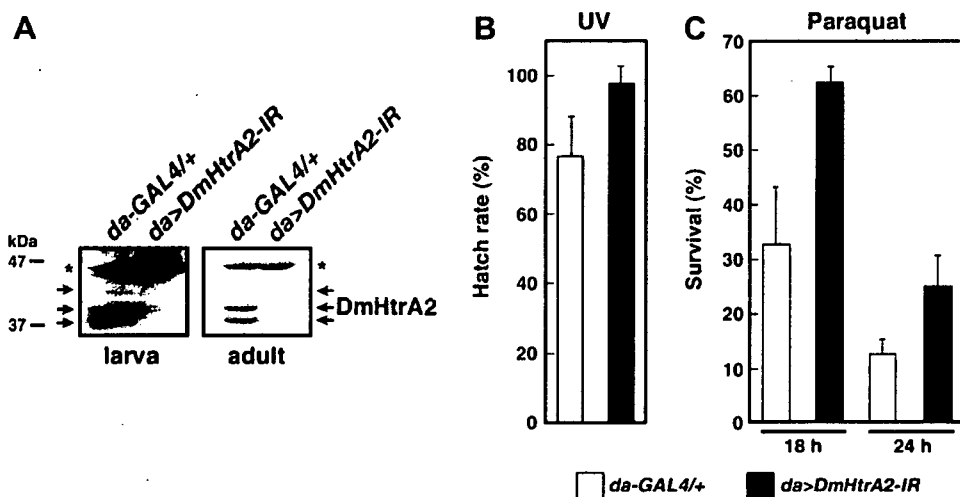 A
da-GAL4/+
da>DmHtrA2-IR
da-GAL4/+
da>DmHtrA2-IR
kDa
47
*
*
37
DmHtrA2
larva
adult
B
UV
Hatch rate (%)
100
80
60
40
20
0
C
Paraquat
Survival (%)
70
60
50
40
30
20
10
0
18 h
24 h
da-GAL4/+
da>DmHtrA2-IR